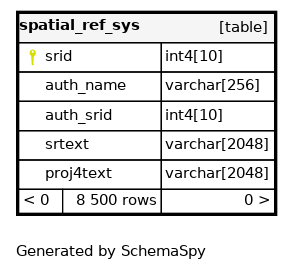 spatial_ref_sys [table]
srid int4[10]
auth_name varchar[256]
auth_srid int4[10]
srtext varchar[2048]
proj4text varchar[2048]
< 0 8 500 rows 0 >
Generated by SchemaSpy